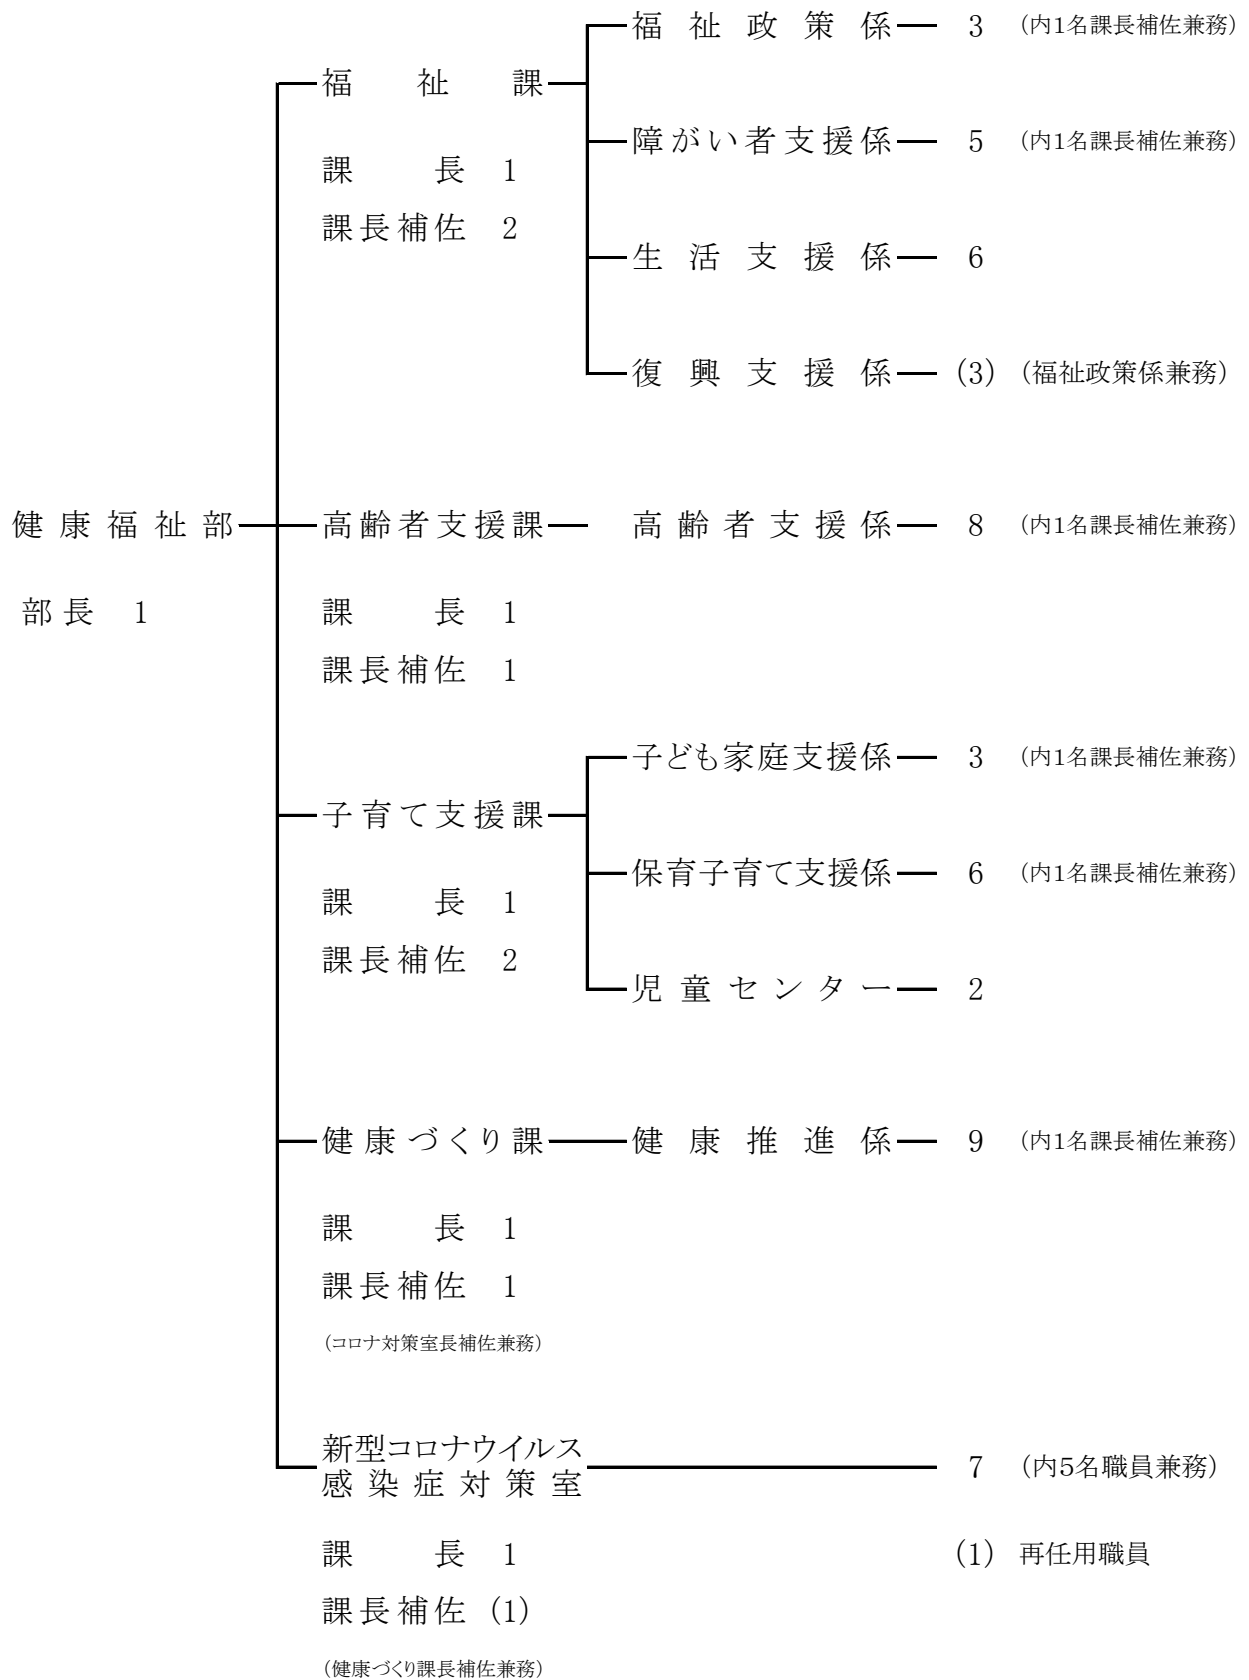 福祉政策係 3 （内1名課長補佐兼務）
福祉課
障がい者支援係 5 （内1名課長補佐兼務）
課長 1
課長補佐 2
生活支援係 6
復興支援係 (3) （福祉政策係兼務）
健康福祉部 高齢者支援課 高齢者支援係 8 （内1名課長補佐兼務）
部長 1 課長 1
課長補佐 1
子ども家庭支援係 3 （内1名課長補佐兼務）
子育て支援課
保育子育て支援係 6 （内1名課長補佐兼務）
課長 1
課長補佐 2
児童センター 2
健康づくり課 健康推進係 9 （内1名課長補佐兼務）
課長 1
課長補佐 1
（コロナ対策室長補佐兼務）
新型コロナウイルス
感染症対策室 7 （内5名職員兼務）
課長 1 (1) 再任用職員
課長補佐 (1)
（健康づくり課長補佐兼務）